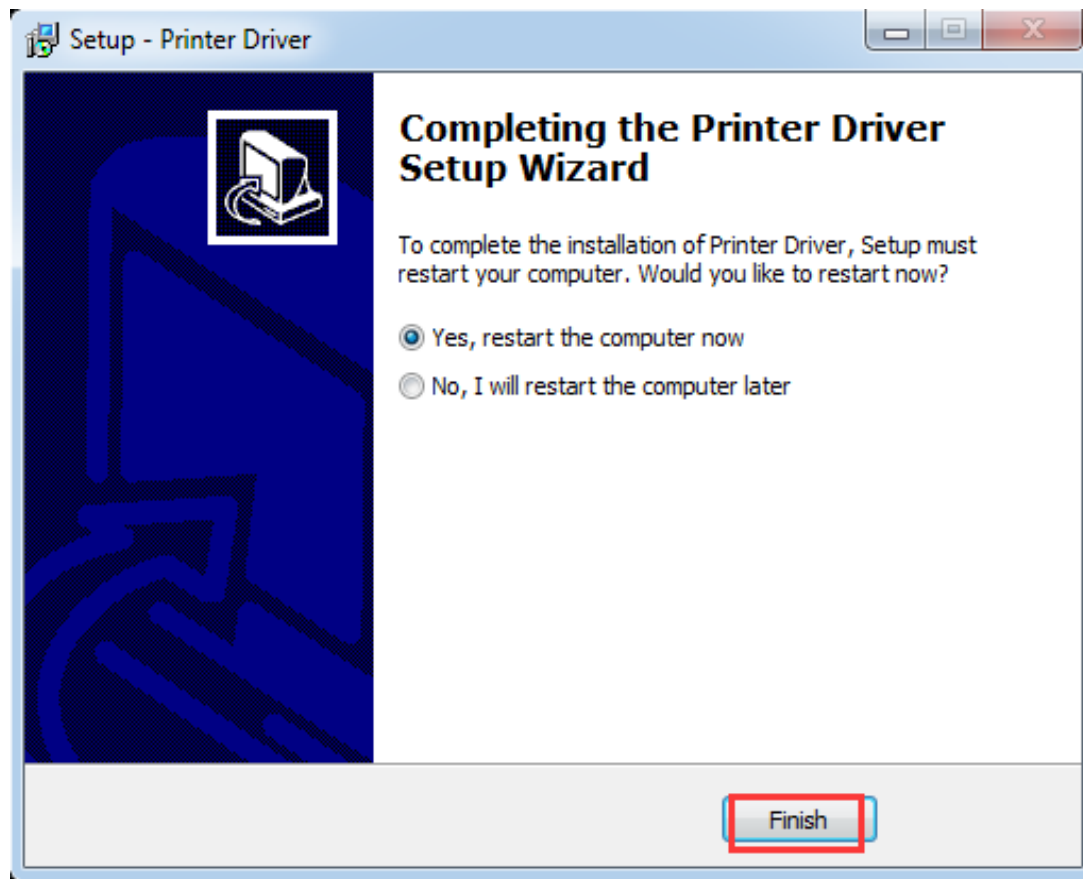 Setup - Printer Driver
Completing the Printer Driver
Setup Wizard
To complete the installation of Printer Driver, Setup must
restart your computer. Would you like to restart now?
Yes, restart the computer now
No, I will restart the computer later
Finish